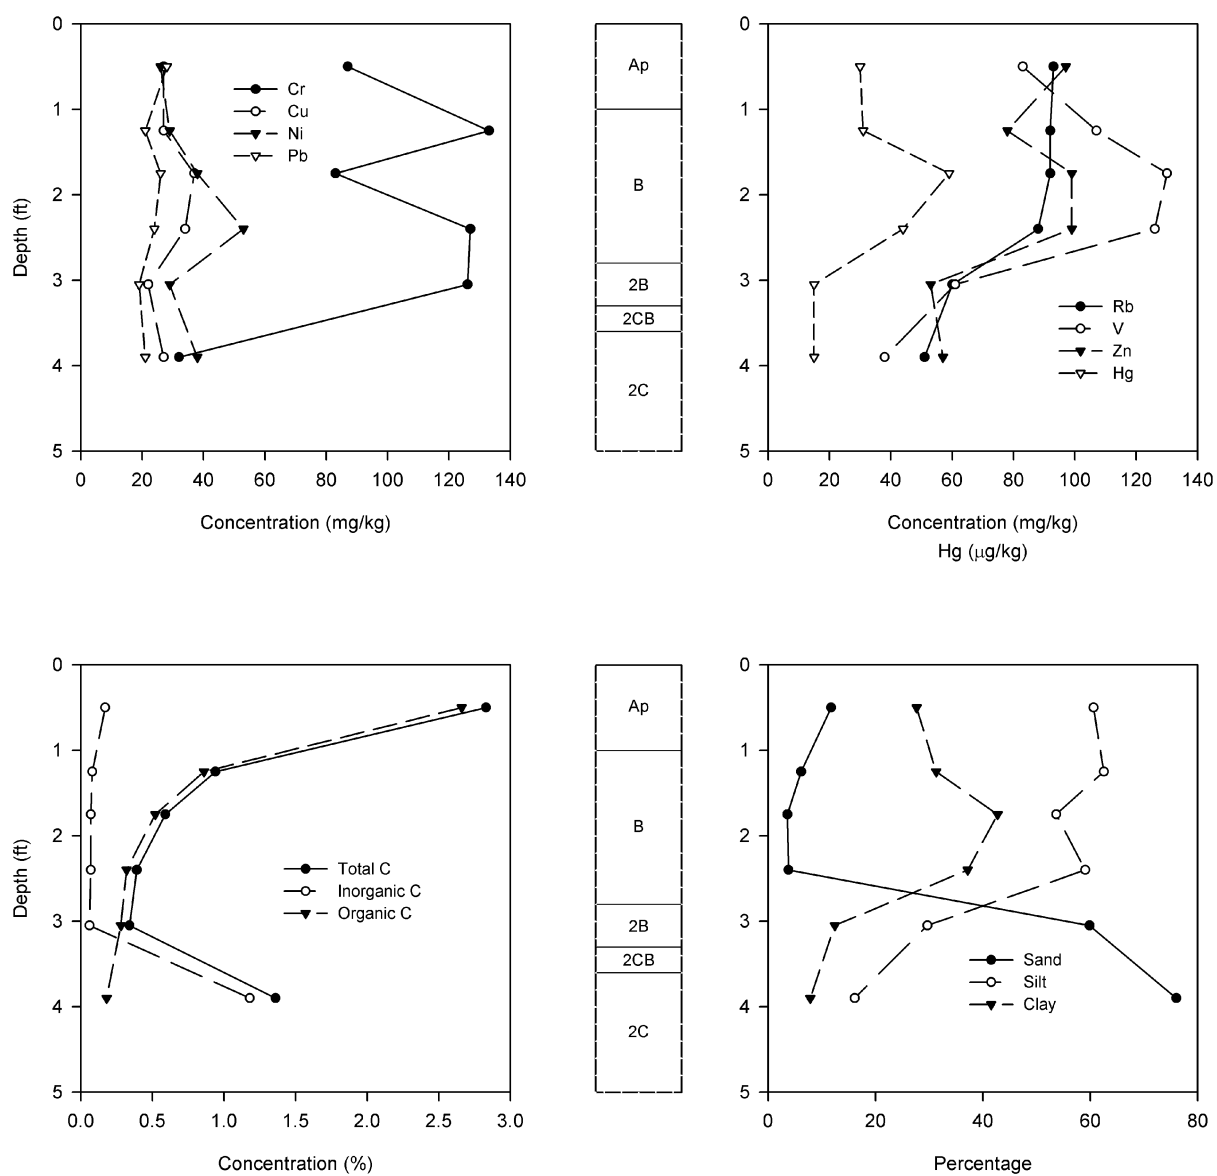 0
1
2
3
4
5
Depth (ft)
Cr
Cu
Ni
Pb
0 20 40 60 80 100 120 140
Concentration (mg/kg)
Ap
B
2B
2CB
2C
0
1
2
3
4
5
Rb
V
Zn
Hg
0 20 40 60 80 100 120 140
Concentration (mg/kg)
Hg (μg/kg)
0
1
2
3
4
5
Depth (ft)
Total C
Inorganic C
Organic C
0.0 0.5 1.0 1.5 2.0 2.5 3.0
Concentration (%)
Ap
B
2B
2CB
2C
0
1
2
3
4
5
Sand
Silt
Clay
0 20 40 60 80
Percentage